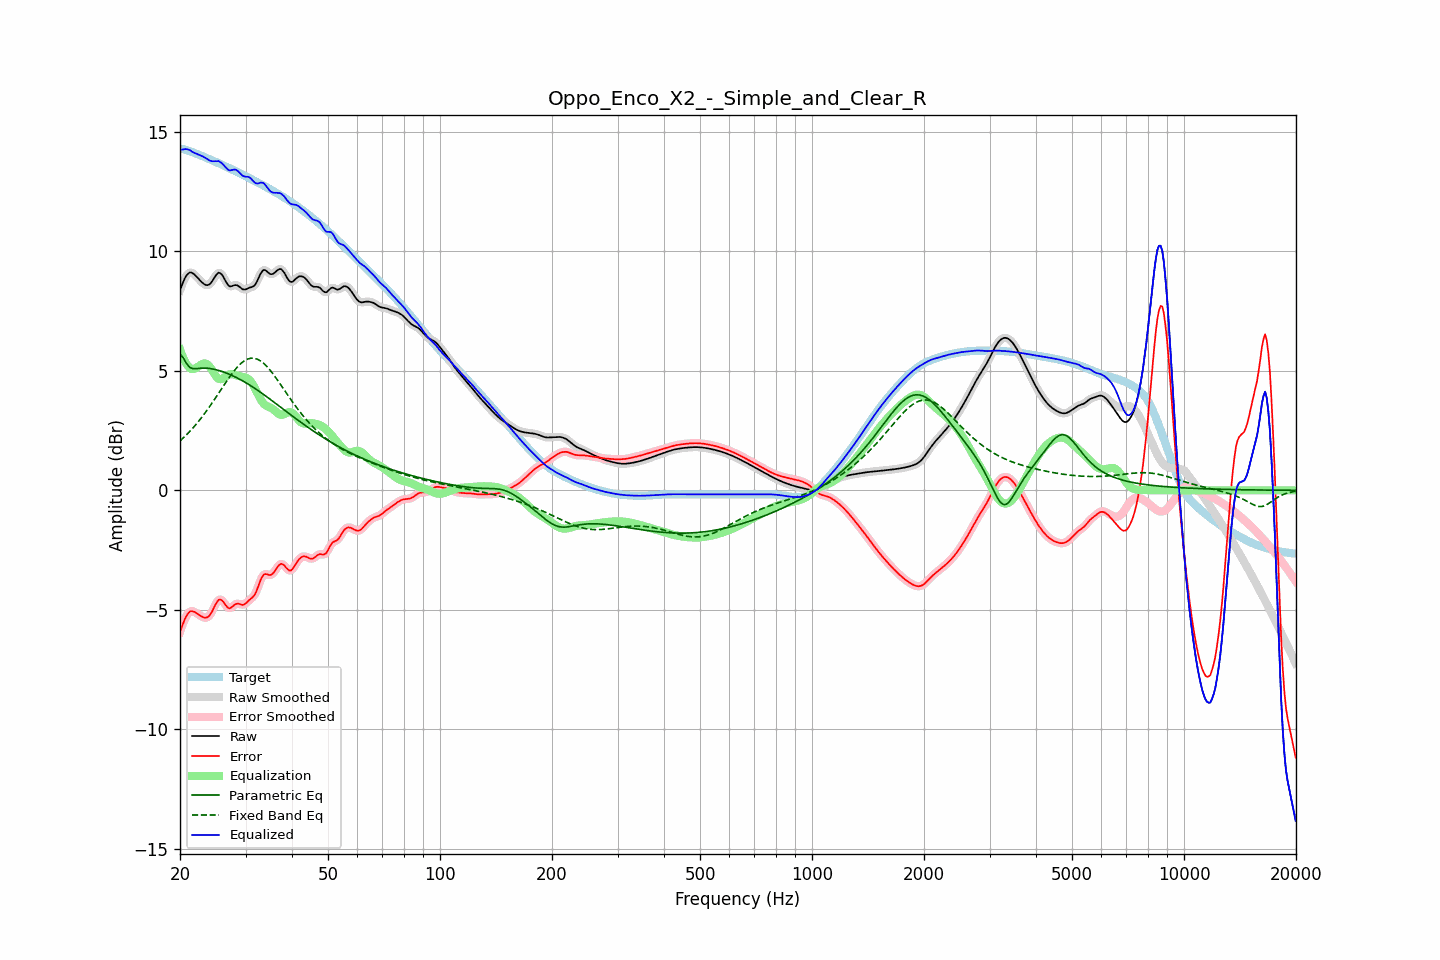 Oppo_Enco_X2_-_Simple_and_Clear_R
Amplitude (dBr)
15
10
5
0
−5
−10
−15
Target
Raw Smoothed
Error Smoothed
Raw
Error
Equalization
Parametric Eq
Fixed Band Eq
Equalized
20 50 100 200 500 1000 2000 5000 10000 20000
Frequency (Hz)